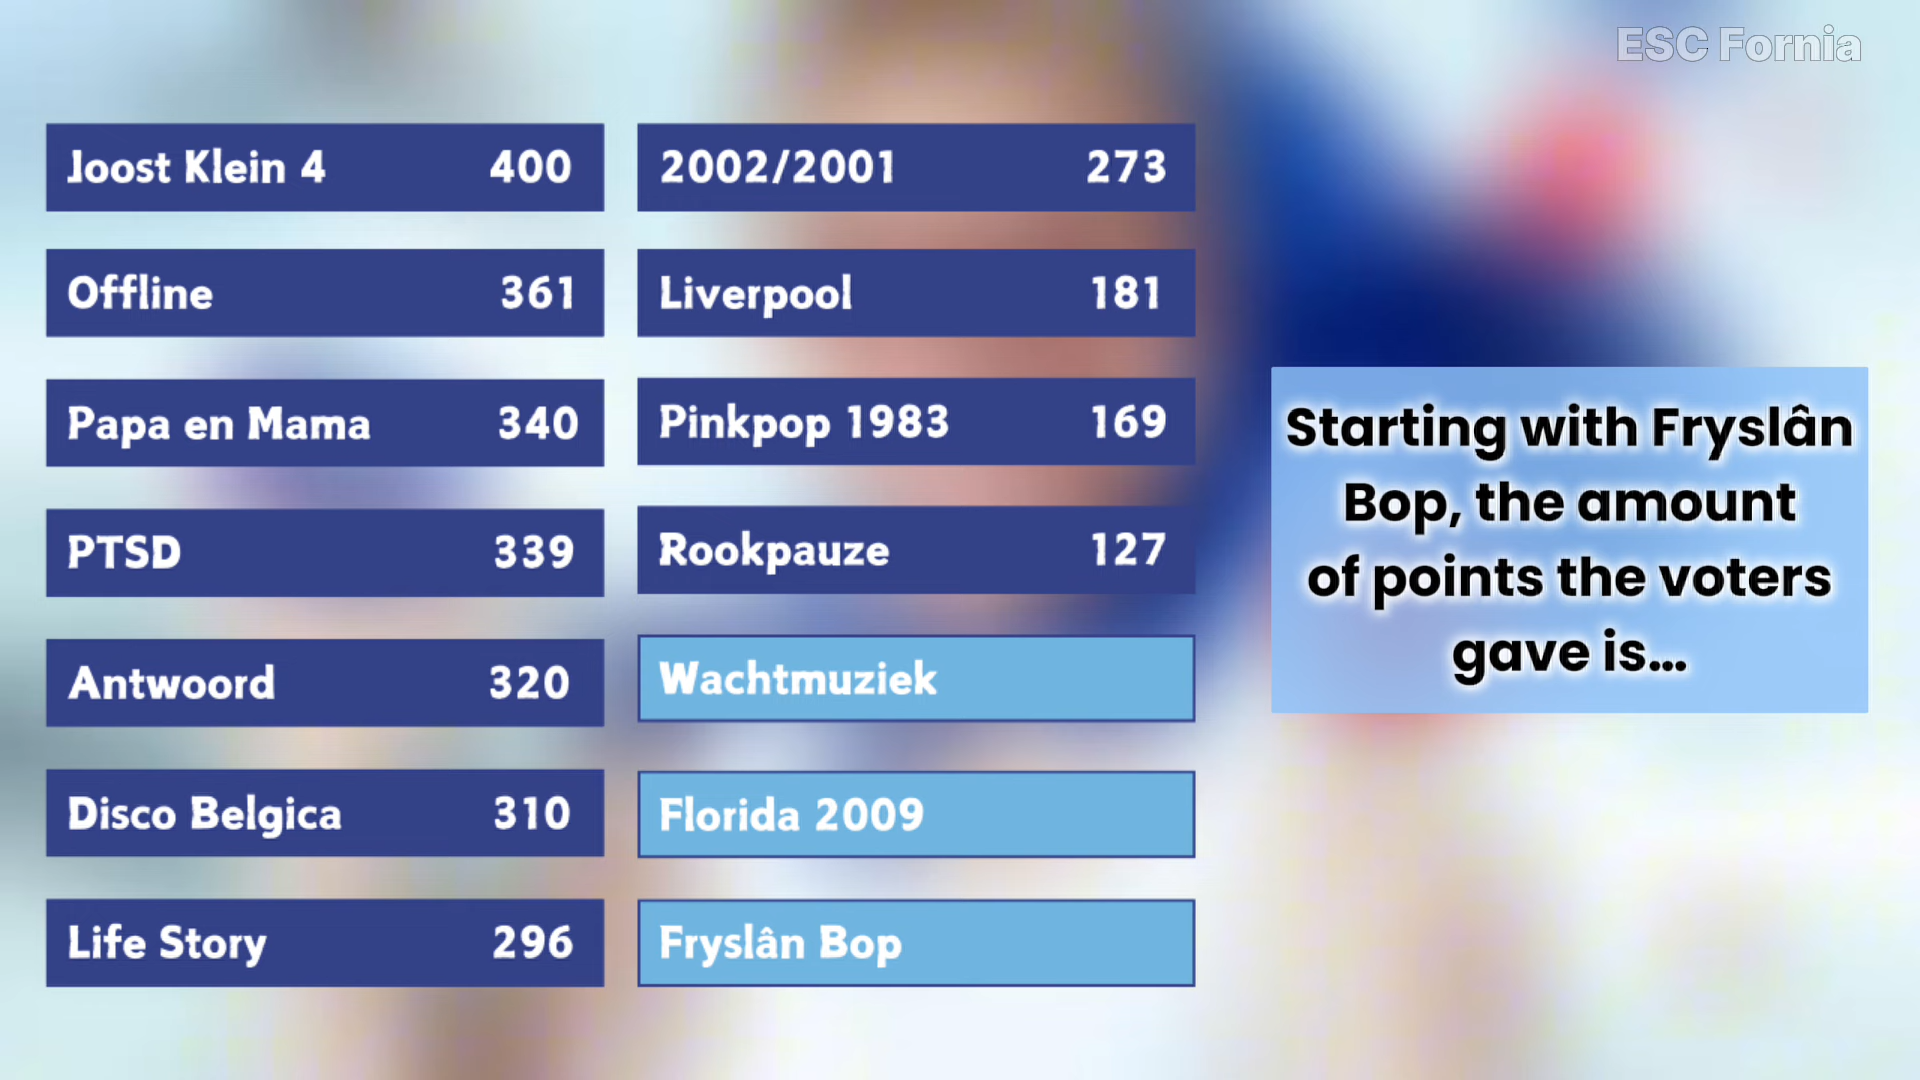 ESC Fornia
Joost Klein 4 400
Offline 361
Papa en Mama 340
PTSD 339
Antwoord 320
Disco Belgica 310
Life Story 296
2002/2001 273
Liverpool 181
Pinkpop 1983 169
Rookpauze 127
Wachtmuziek
Florida 2009
Fryslân Bop
Starting with Fryslân
Bop, the amount
of points the voters
gave is...